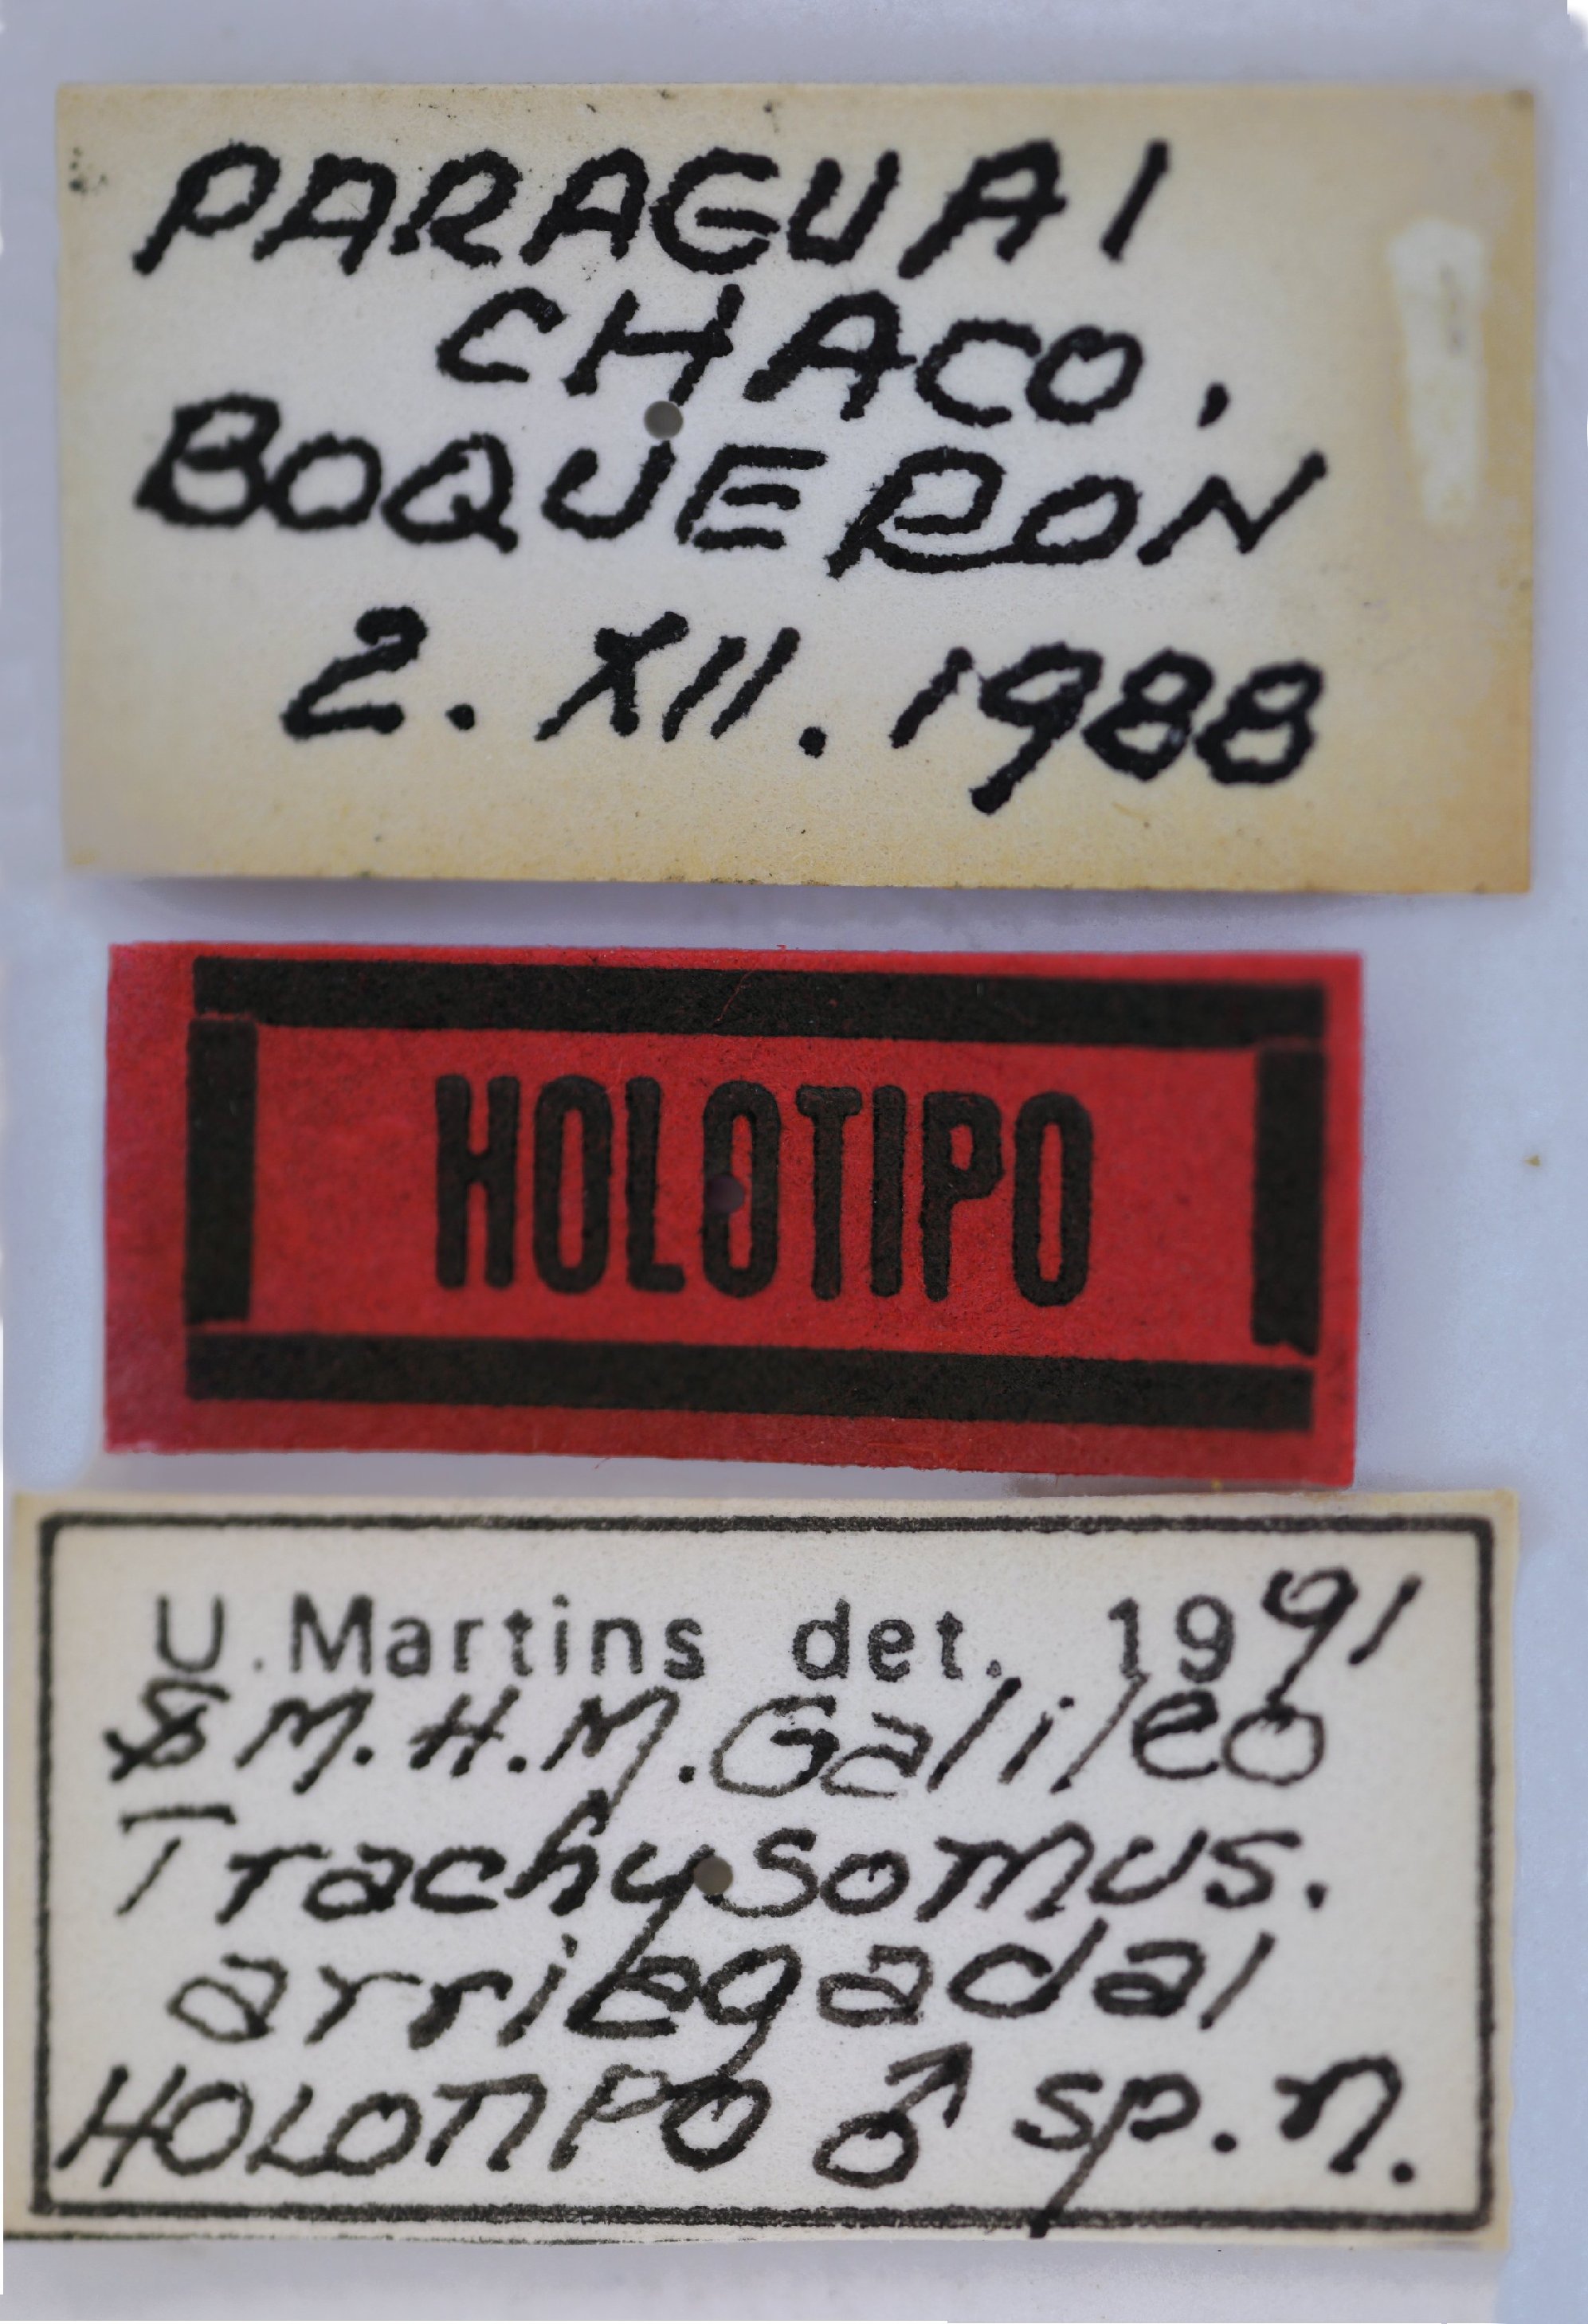 PARAGUAI
CHACO,
BOQUERON
2. XII. 1988
HOLOTIPO
U. Martins det. 1991
& M. H. M. Galileo
Trachysomus.
arriagadai
HOLOTIPO ♂ sp. n.